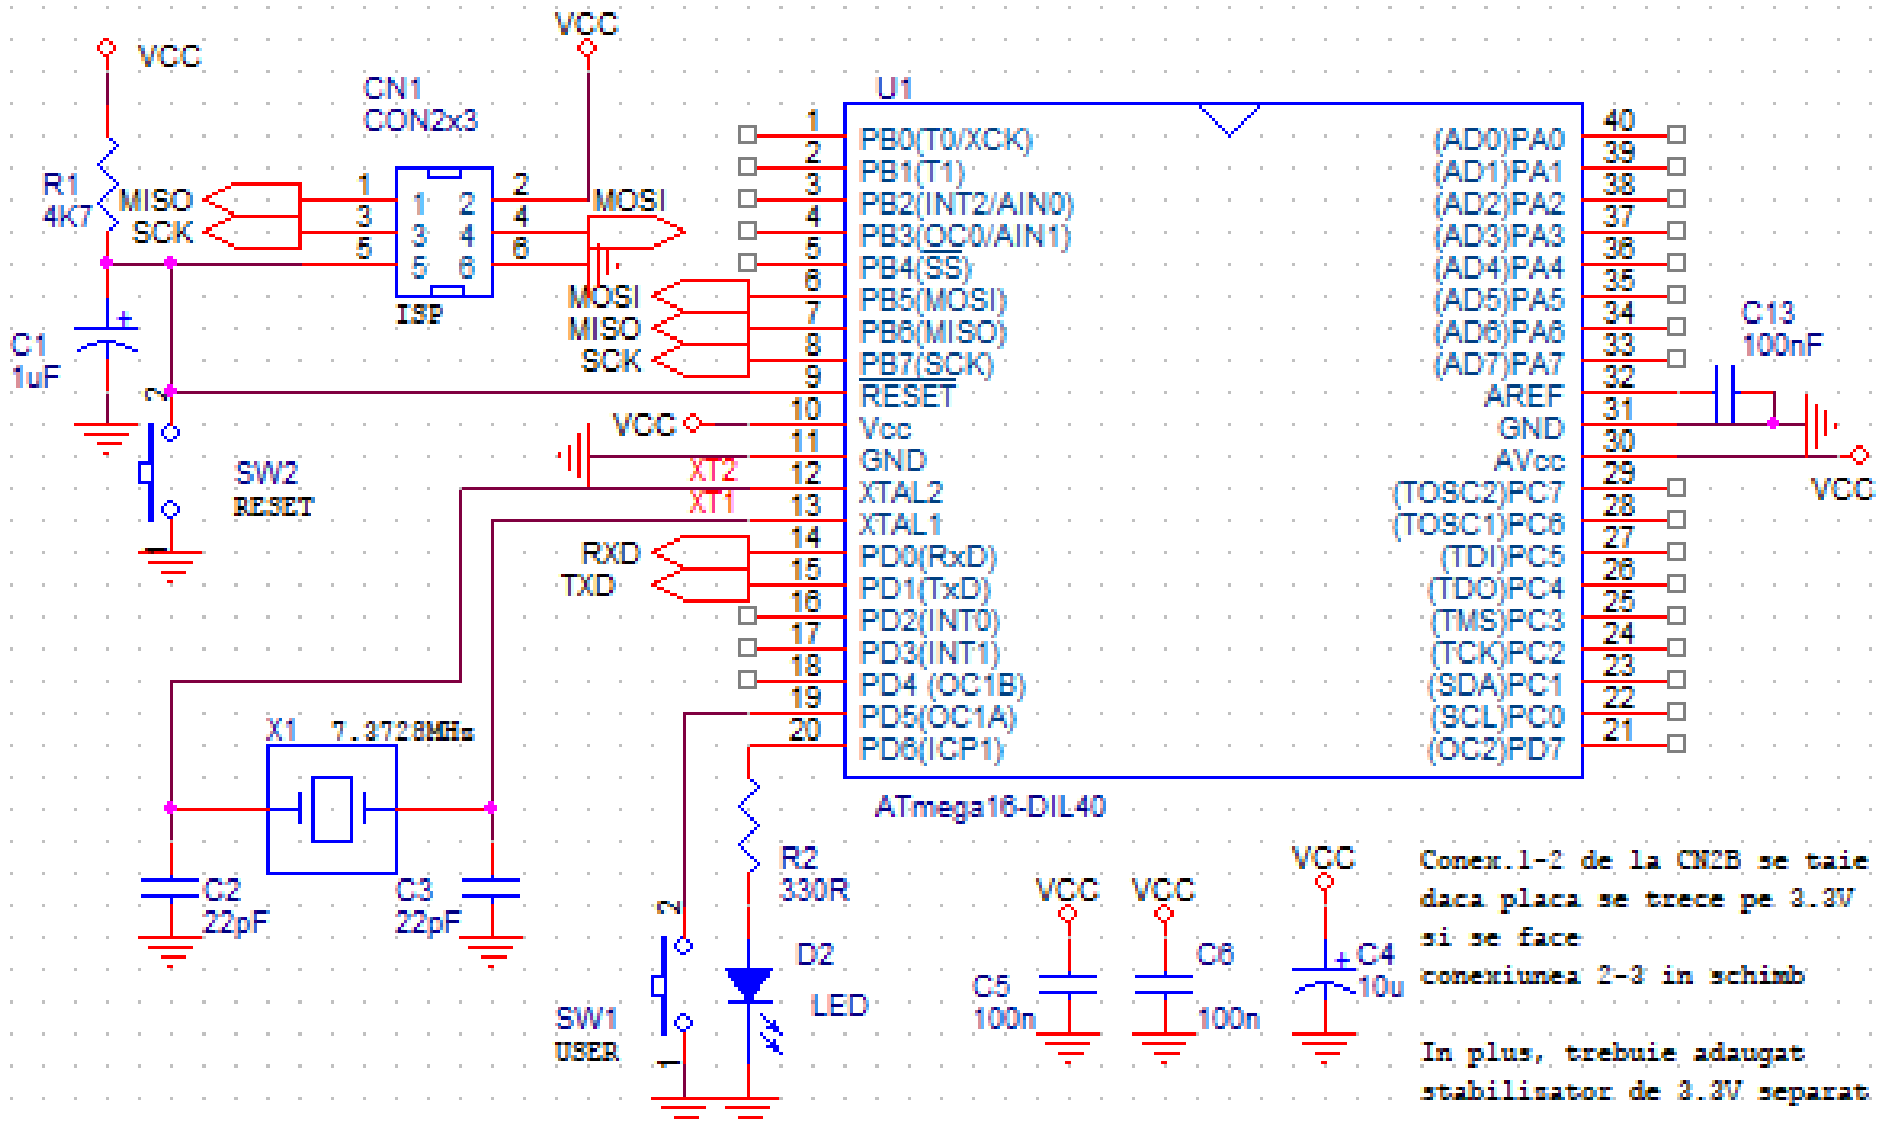 VCC
VCC
CN1
CON2x3
R1
4K7
MISO
SCK
1
3
5
1 2
3 4
5 6
2
4
6
MOSI
ISP
C1
1uF
+
2
SW2
RESET
1
MOSI
MISO
SCK
VCC
XT2
XT1
RXD
TXD
U1
1 PB0(T0/XCK)
2 PB1(T1)
3 PB2(INT2/AIN0)
4 PB3(OC0/AIN1)
5 PB4(SS)
6 PB5(MOSI)
7 PB6(MISO)
8 PB7(SCK)
9 RESET
10 Vcc
11 GND
12 XTAL2
13 XTAL1
14 PD0(RxD)
15 PD1(TxD)
16 PD2(INT0)
17 PD3(INT1)
18 PD4 (OC1B)
19 PD5(OC1A)
20 PD6(ICP1)
(AD0)PA0 40
(AD1)PA1 39
(AD2)PA2 38
(AD3)PA3 37
(AD4)PA4 36
(AD5)PA5 35
(AD6)PA6 34
(AD7)PA7 33
AREF 32
GND 31
AVcc 30
(TOSC2)PC7 29
(TOSC1)PC6 28
(TDI)PC5 27
(TDO)PC4 26
(TMS)PC3 25
(TCK)PC2 24
(SDA)PC1 23
(SCL)PC0 22
(OC2)PD7 21
ATmega16-DIL40
C13
100nF
VCC
X1 7.3728MHz
C2
22pF
C3
22pF
R2
330R
2
SW1
USER
1
D2
LED
VCC
C5
100n
VCC
C6
100n
VCC
+
C4
10u
Conex.1-2 de la CN2B se taie
daca placa se trece pe 3.3V
si se face
conexiunea 2-3 in schimb
In plus, trebuie adaugat
stabilizator de 3.3V separat